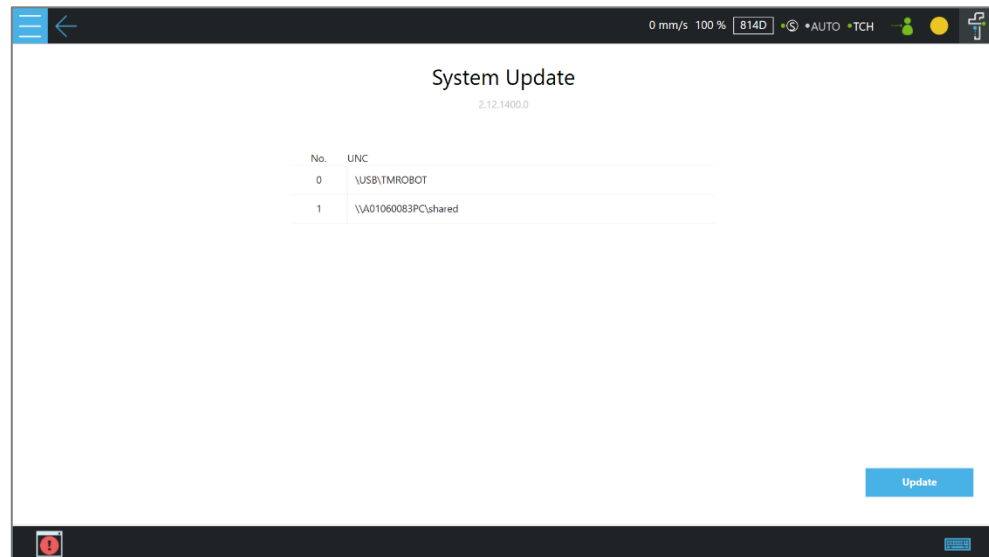 0 mm/s 100 % 814D S AUTO TCH
System Update
2.12.1400.0
No. UNC
0 \USB\TMROBOT
1 \\A01060083PC\shared
Update